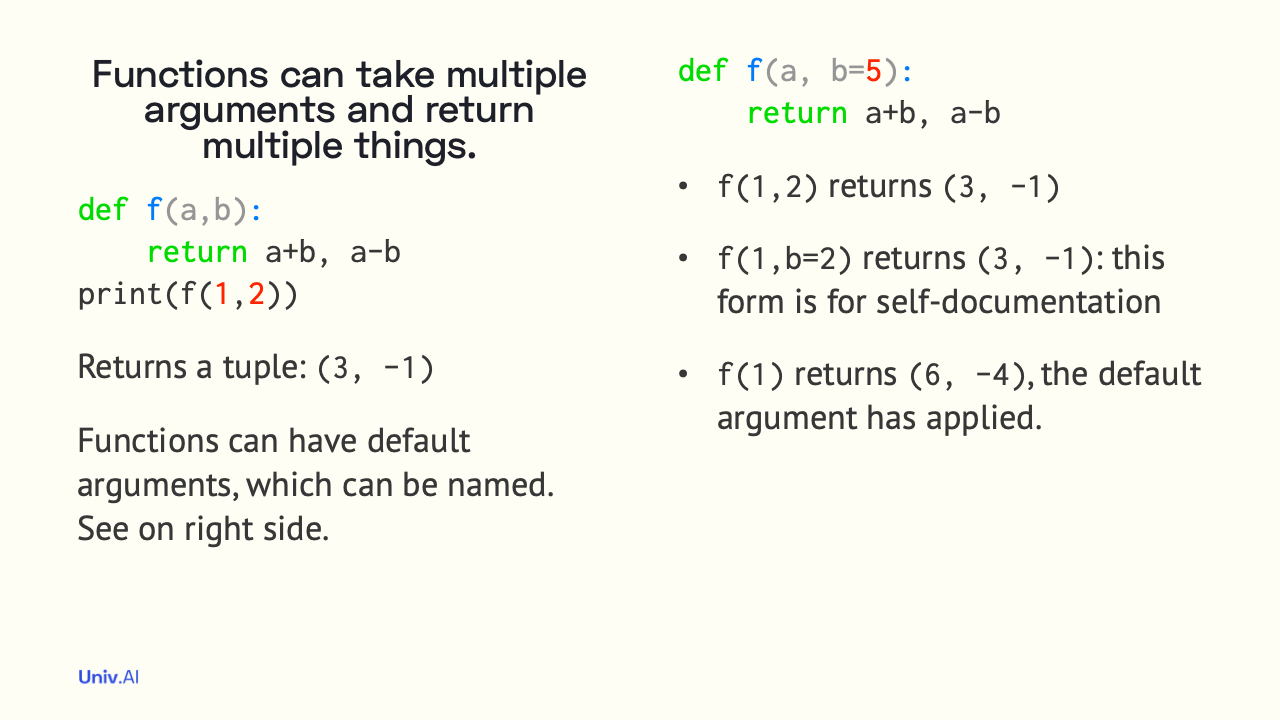 Functions can take multiple
arguments and return
multiple things.
def f(a,b):
    return a+b, a-b
print(f(1,2))
Returns a tuple: (3, -1)
Functions can have default
arguments, which can be named.
See on right side.
def f(a, b=5):
    return a+b, a-b
• f(1,2) returns (3, -1)
• f(1,b=2) returns (3, -1): this
form is for self-documentation
• f(1) returns (6, -4), the default
argument has applied.
Univ.AI